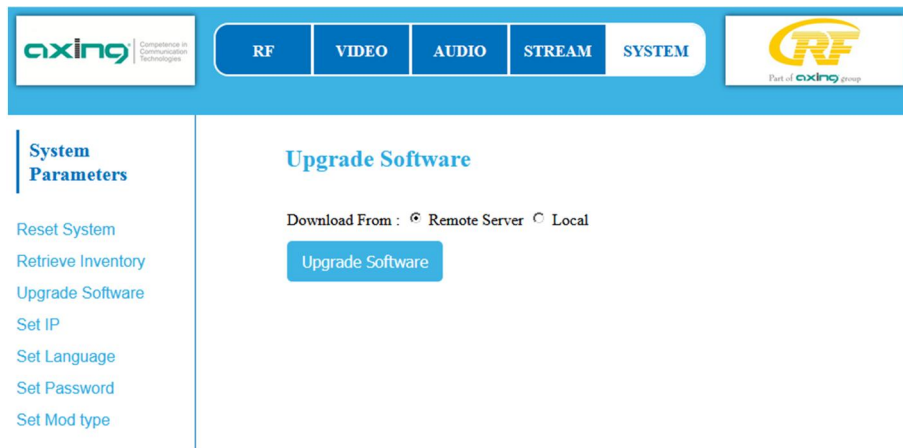 axing
Competence in
Communication
Technologies
RF
VIDEO
AUDIO
STREAM
SYSTEM
RF
Part of axing group
System
Parameters
Reset System
Retrieve Inventory
Upgrade Software
Set IP
Set Language
Set Password
Set Mod type
Upgrade Software
Download From : Remote Server Local
Upgrade Software